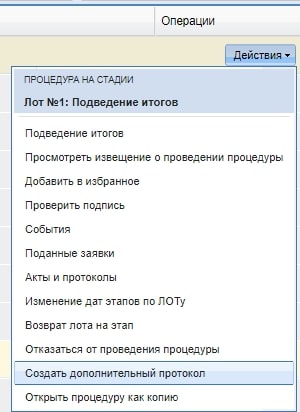 Операции
Действия
ПРОЦЕДУРА НА СТАДИИ
Лот №1: Подведение итогов
Подведение итогов
Просмотреть извещение о проведении процедуры
Добавить в избранное
Проверить подпись
События
Поданные заявки
Акты и протоколы
Изменение дат этапов по ЛОТу
Возврат лота на этап
Отказаться от проведения процедуры
Создать дополнительный протокол
Открыть процедуру как копию